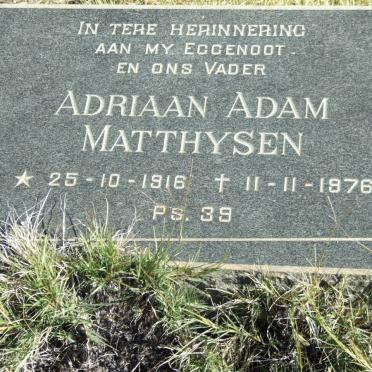 IN TERE HERINNERING
AAN MY EGGENOOT
EN ONS VADER
ADRIAAN ADAM
MATTHYSEN
★ 25-10-1916 † 11-11-1976
PS. 39